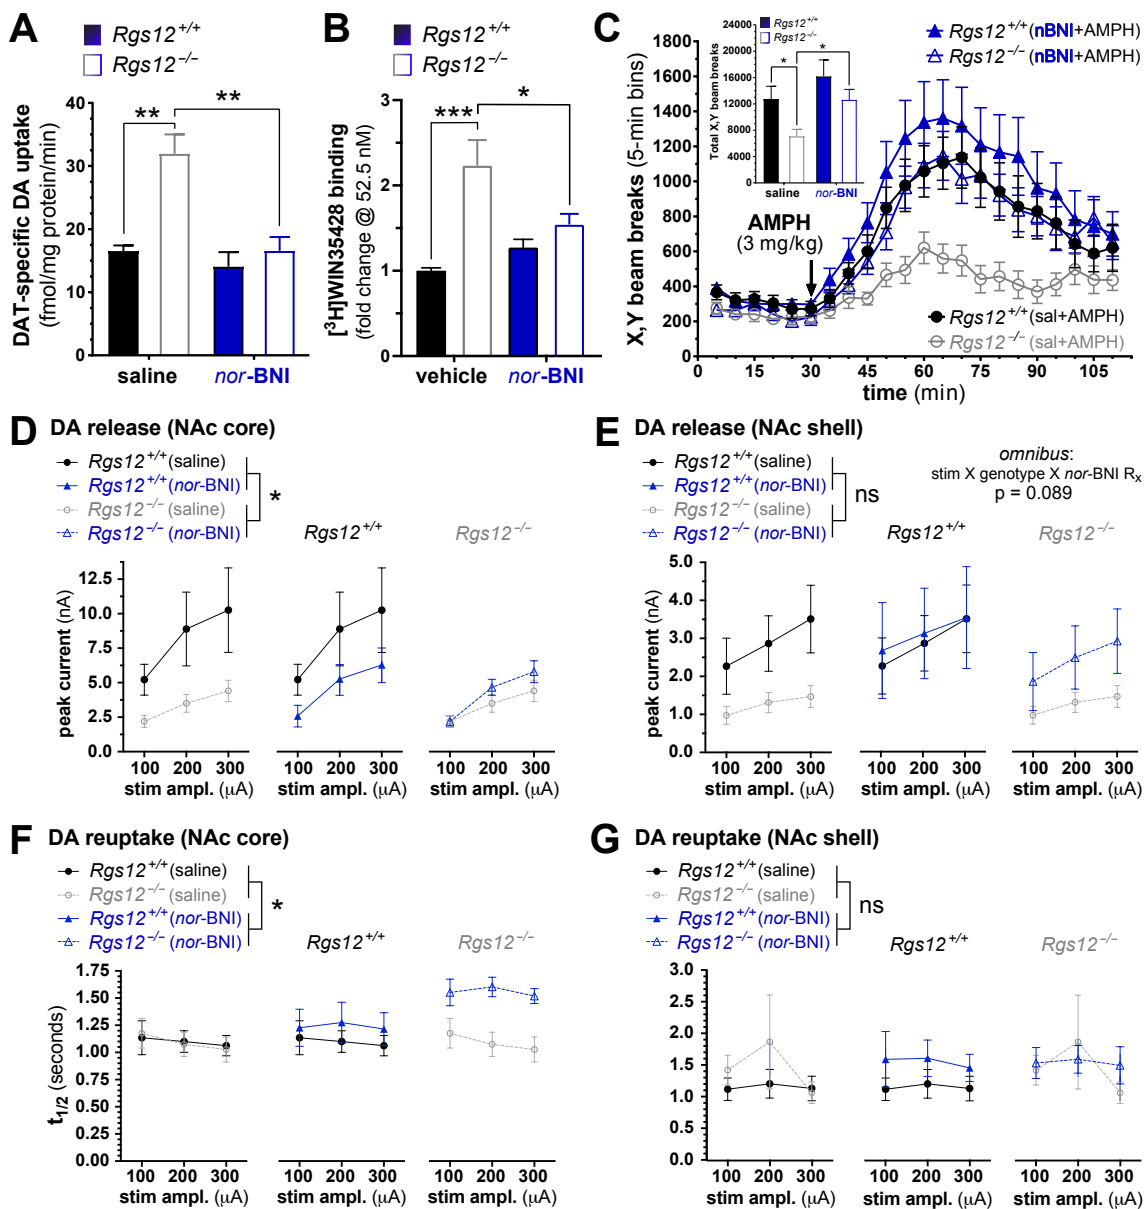 A
Rgs12+/+
Rgs12−/−
DAT-specific DA uptake
(fmol/mg protein/min)
40
30
20
10
0
**
**
saline
nor-BNI
B
Rgs12+/+
Rgs12−/−
[3H]WIN35428 binding
(fold change @ 52.5 nM)
3
2
1
0
***
*
vehicle
nor-BNI
C
Rgs12+/+
Rgs12−/−
Total X,Y beam breaks
24000
20000
16000
12000
8000
4000
0
*
*
saline
nor-BNI
Rgs12+/+(nBNI+AMPH)
Rgs12−/− (nBNI+AMPH)
X,Y beam breaks (5-min bins)
1800
1600
1400
1200
1000
800
600
400
200
0
AMPH
(3 mg/kg)
Rgs12+/+(sal+AMPH)
Rgs12−/−(sal+AMPH)
0 15 30 45 60 75 90 105
time (min)
D DA release (NAc core)
Rgs12+/+(saline)
Rgs12+/+(nor-BNI)
Rgs12−/−(saline)
Rgs12−/−(nor-BNI)
*
Rgs12+/+
Rgs12−/−
peak current (nA)
12.5
10.0
7.5
5.0
2.5
0.0
100 200 300
stim ampl. (μA)
100 200 300
stim ampl. (μA)
100 200 300
stim ampl. (μA)
E DA release (NAc shell)
Rgs12+/+(saline)
Rgs12+/+(nor-BNI)
Rgs12−/−(saline)
Rgs12−/−(nor-BNI)
ns
omnibus:
stim X genotype X nor-BNI Rx
p = 0.089
Rgs12+/+
Rgs12−/−
peak current (nA)
5.0
4.0
3.0
2.0
1.0
0.0
100 200 300
stim ampl. (μA)
100 200 300
stim ampl. (μA)
100 200 300
stim ampl. (μA)
F DA reuptake (NAc core)
Rgs12+/+(saline)
Rgs12−/−(saline)
Rgs12+/+(nor-BNI)
Rgs12−/−(nor-BNI)
*
Rgs12+/+
Rgs12−/−
t1/2 (seconds)
1.75
1.50
1.25
1.00
0.75
0.50
0.25
0.00
100 200 300
stim ampl. (μA)
100 200 300
stim ampl. (μA)
100 200 300
stim ampl. (μA)
G DA reuptake (NAc shell)
Rgs12+/+(saline)
Rgs12−/−(saline)
Rgs12+/+(nor-BNI)
Rgs12−/−(nor-BNI)
ns
Rgs12+/+
Rgs12−/−
3.0
2.5
2.0
1.5
1.0
0.5
0.0
100 200 300
stim ampl. (μA)
100 200 300
stim ampl. (μA)
100 200 300
stim ampl. (μA)